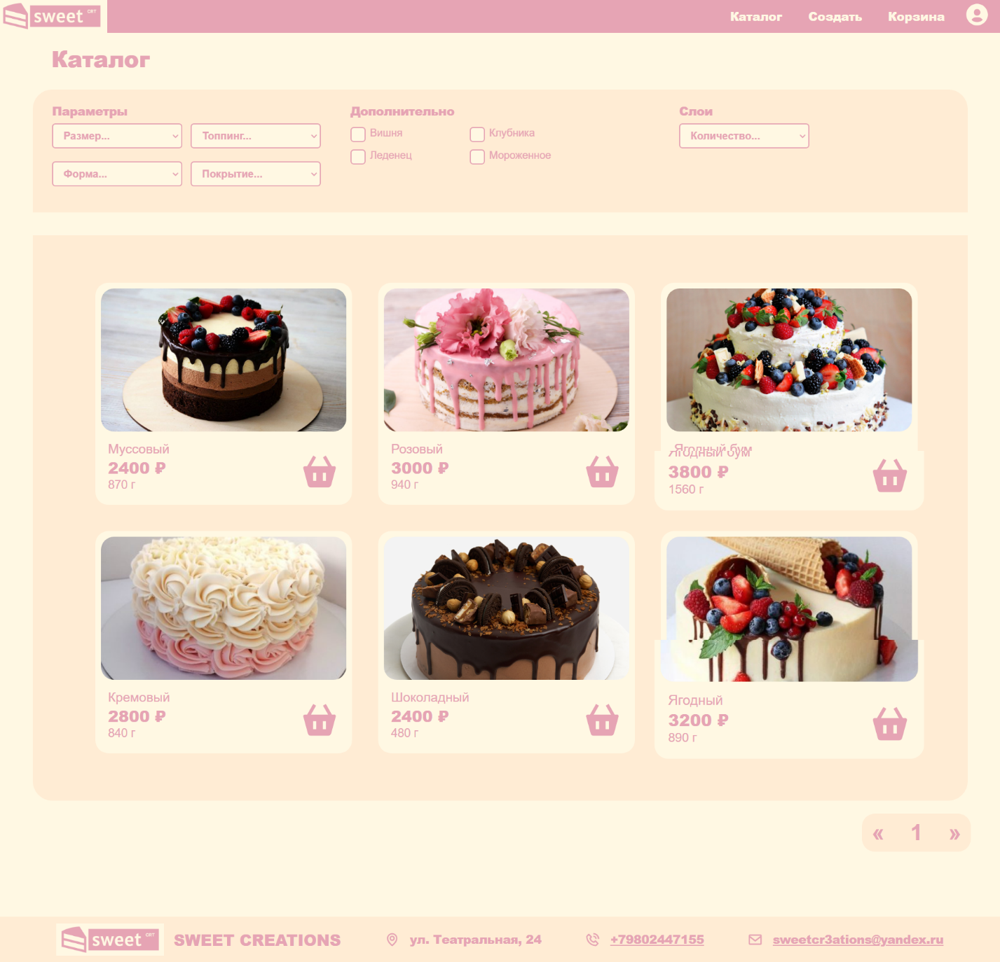 sweet CRT
Каталог Создать Корзина
Каталог
Параметры
Размер... Топпинг...
Форма... Покрытие...
Дополнительно
Вишня Клубника
Леденец Мороженное
Слои
Количество...
Муссовый
2400 ₽
870 г
Розовый
3000 ₽
940 г
Ягодный бум
Ягодный бум
3800 ₽
1560 г
Кремовый
2800 ₽
840 г
Шоколадный
2400 ₽
480 г
Ягодный
3200 ₽
890 г
« 1 »
sweet CRT SWEET CREATIONS ул. Театральная, 24 +79802447155 sweetcr3ations@yandex.ru